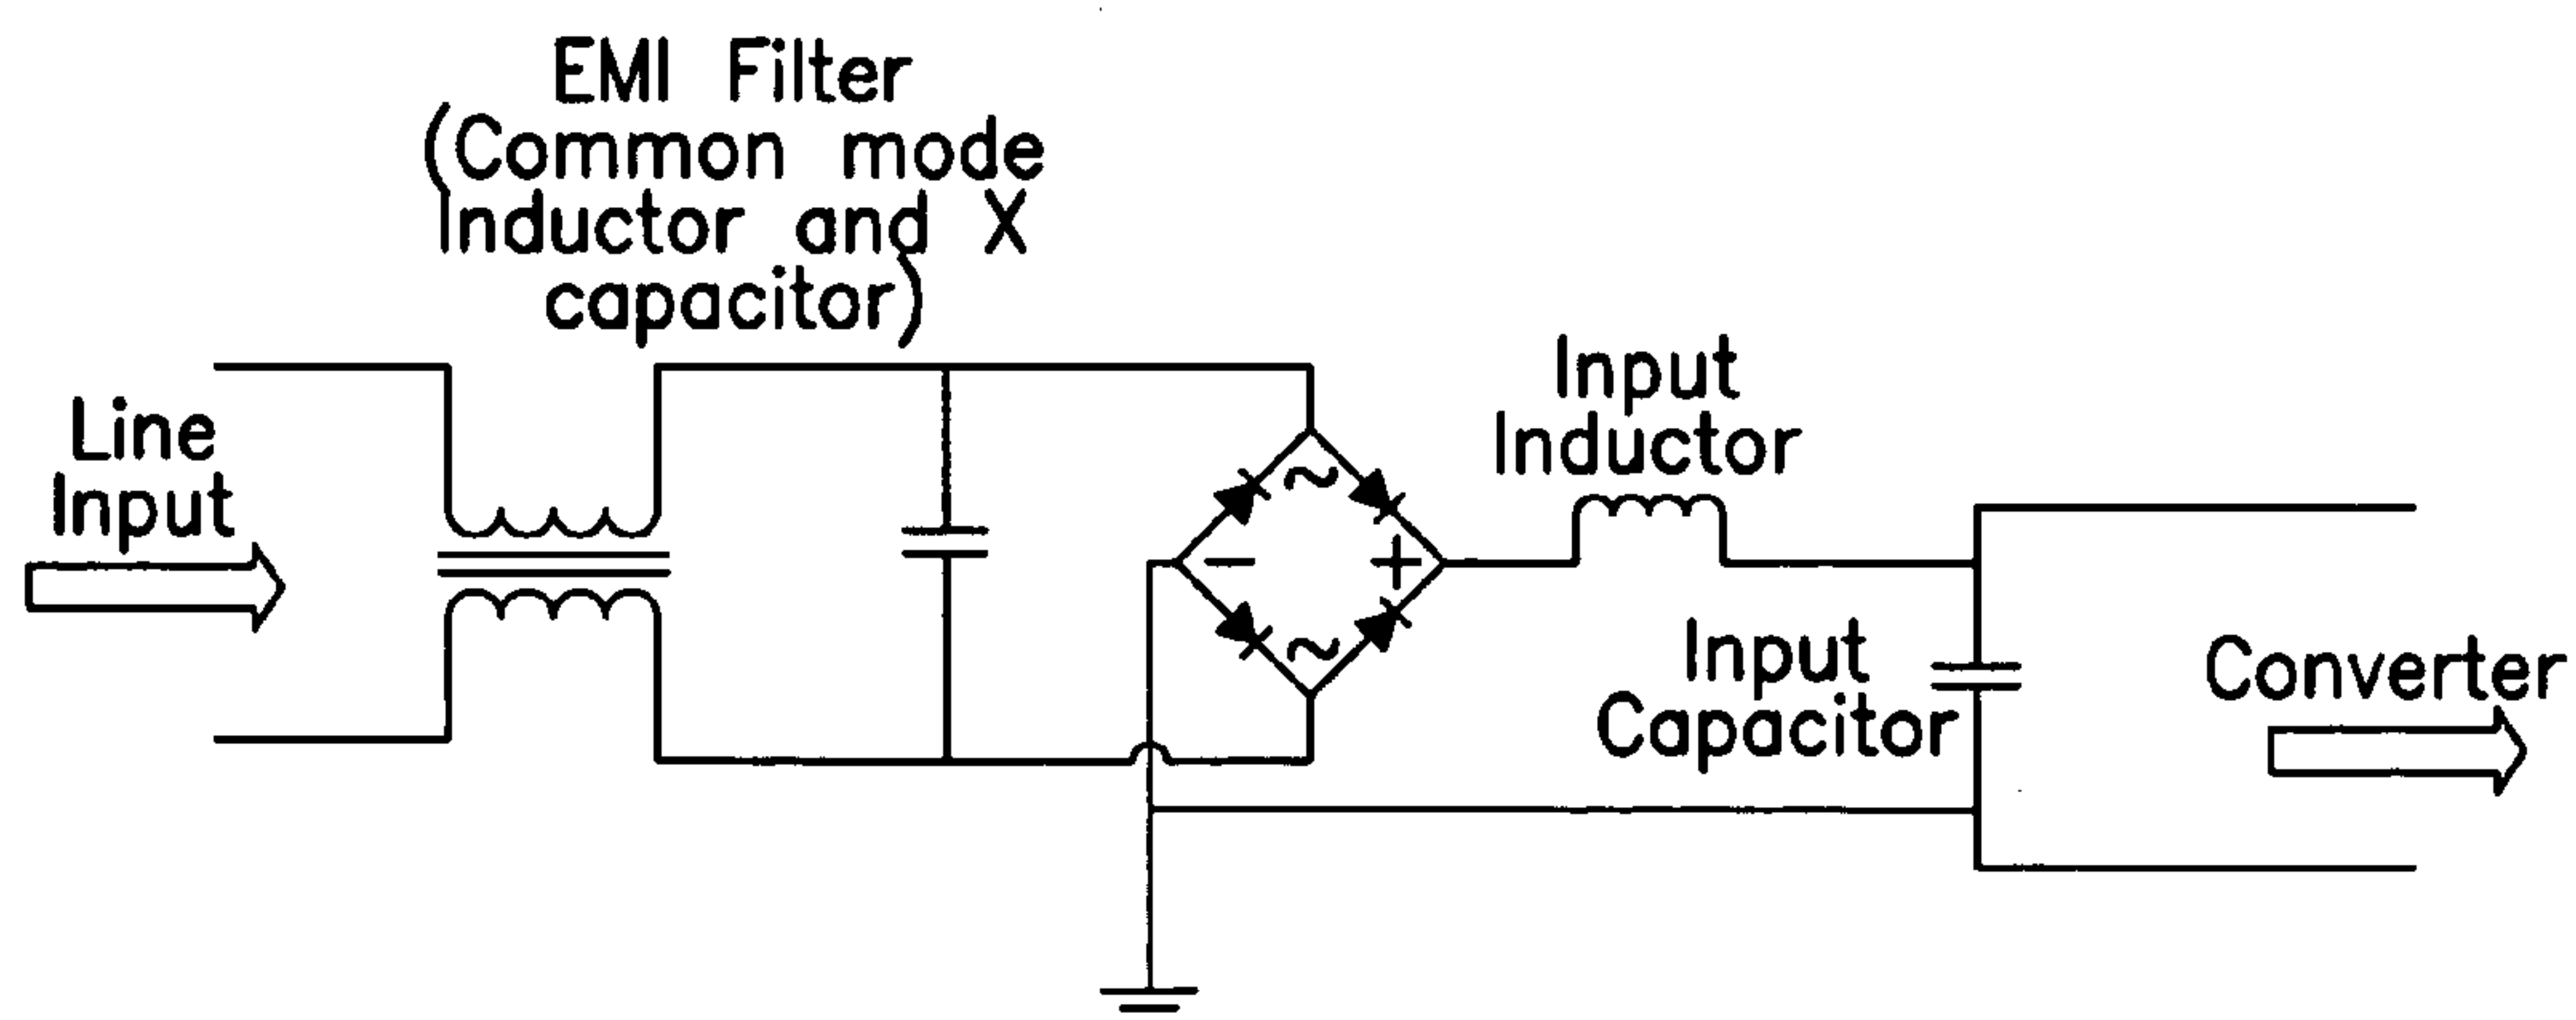 EMI Filter
(Common mode
Inductor and X
capacitor)
Line
Input
Input
Inductor
~
− +
~
Input
Capacitor
Converter